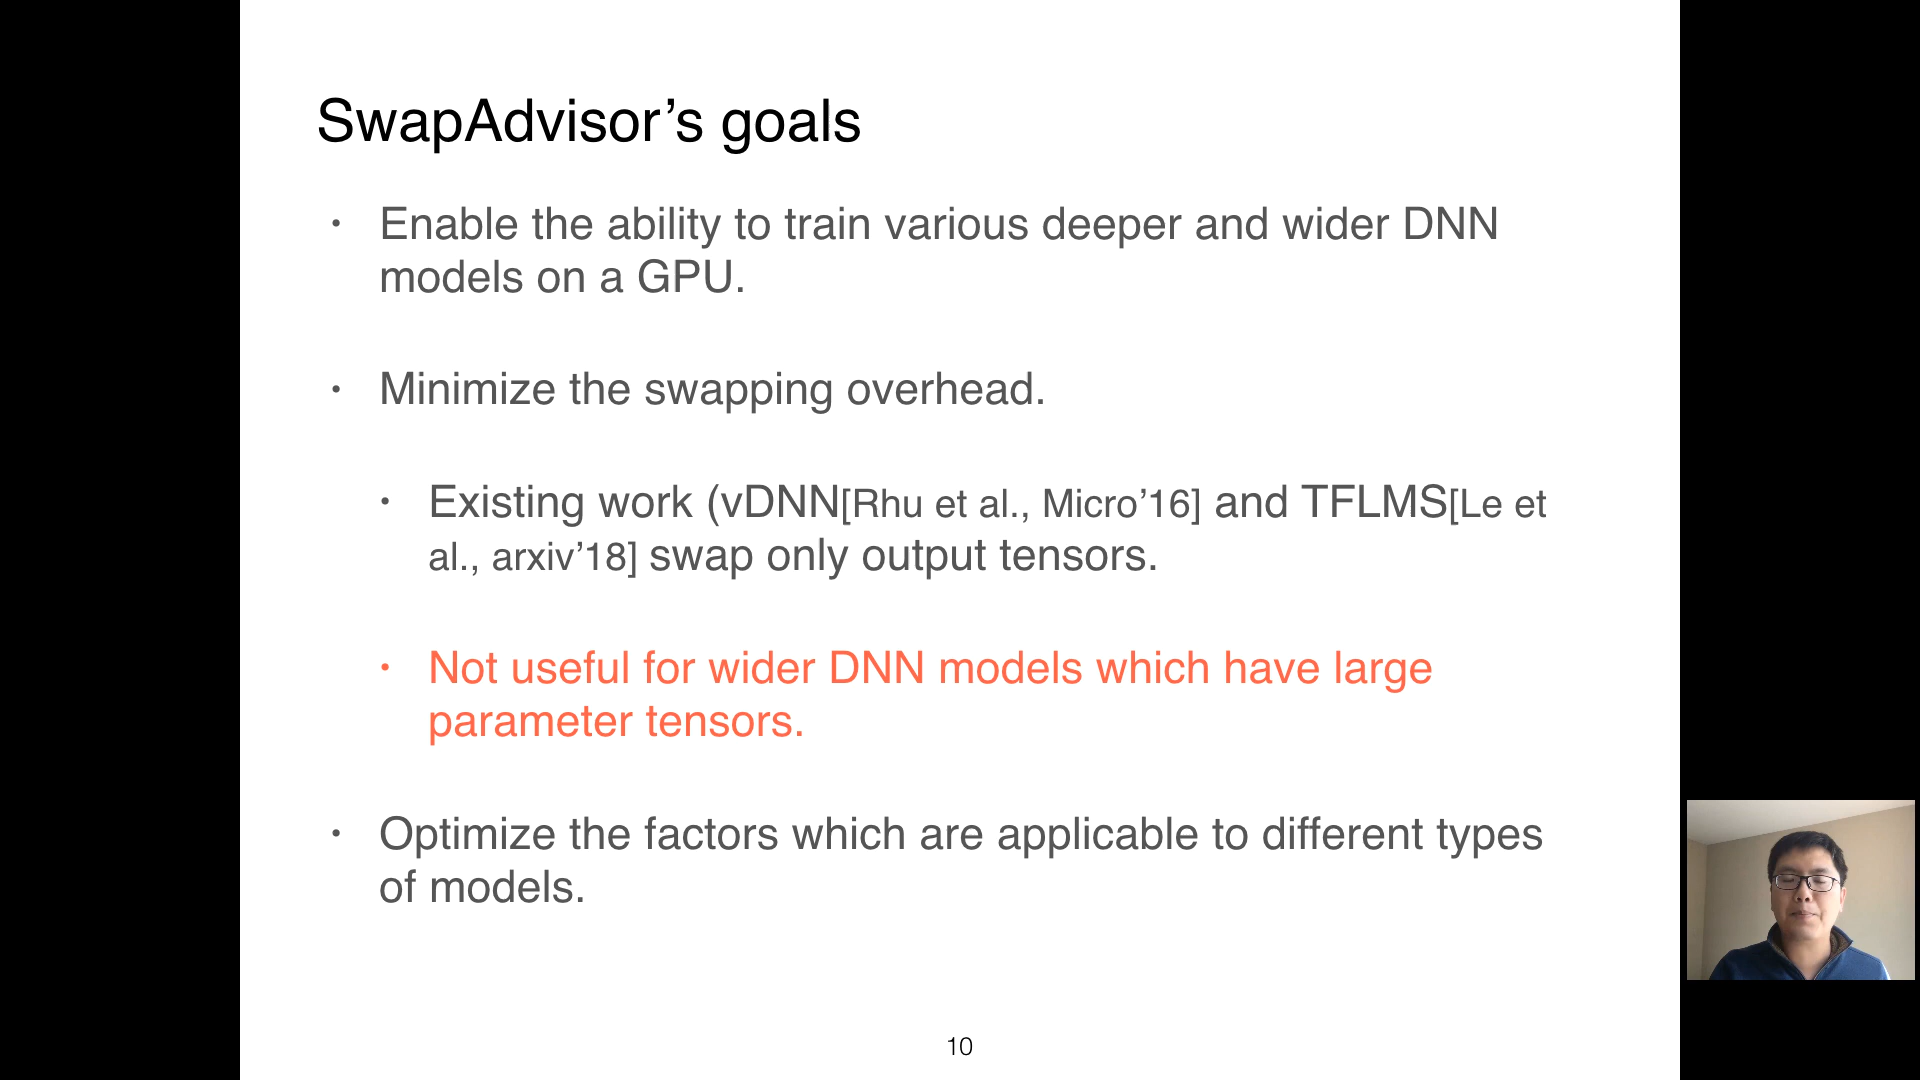 SwapAdvisor’s goals
• Enable the ability to train various deeper and wider DNN
models on a GPU.
• Minimize the swapping overhead.
• Existing work (vDNN[Rhu et al., Micro’16] and TFLMS[Le et
al., arxiv’18] swap only output tensors.
• Not useful for wider DNN models which have large
parameter tensors.
• Optimize the factors which are applicable to different types
of models.
10